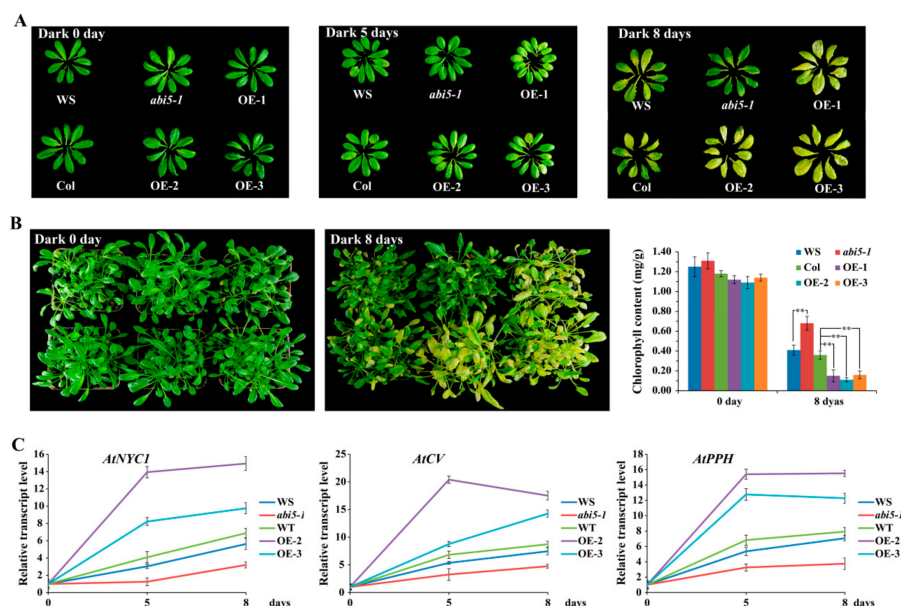 A
Dark 0 day
WS
abi5-1
OE-1
Col
OE-2
OE-3
Dark 5 days
WS
abi5-1
OE-1
Col
OE-2
OE-3
Dark 8 days
WS
abi5-1
OE-1
Col
OE-2
OE-3
B
Dark 0 day
Dark 8 days
Chlorophyll content (mg/g)
1.40
1.20
1.00
0.80
0.60
0.40
0.20
0.00
WS
abi5-1
Col
OE-1
OE-2
OE-3
**
**
**
**
0 day
8 dyas
C
AtNYC1
Relative transcript level
16
14
12
10
8
6
4
2
0
WS
abi5-1
WT
OE-2
OE-3
0
5
8
days
AtCV
Relative transcript level
25
20
15
10
5
0
WS
abi5-1
WT
OE-2
OE-3
0
5
8
days
AtPPH
Relative transcript level
18
16
14
12
10
8
6
4
2
0
WS
abi5-1
WT
OE-2
OE-3
0
5
8
days